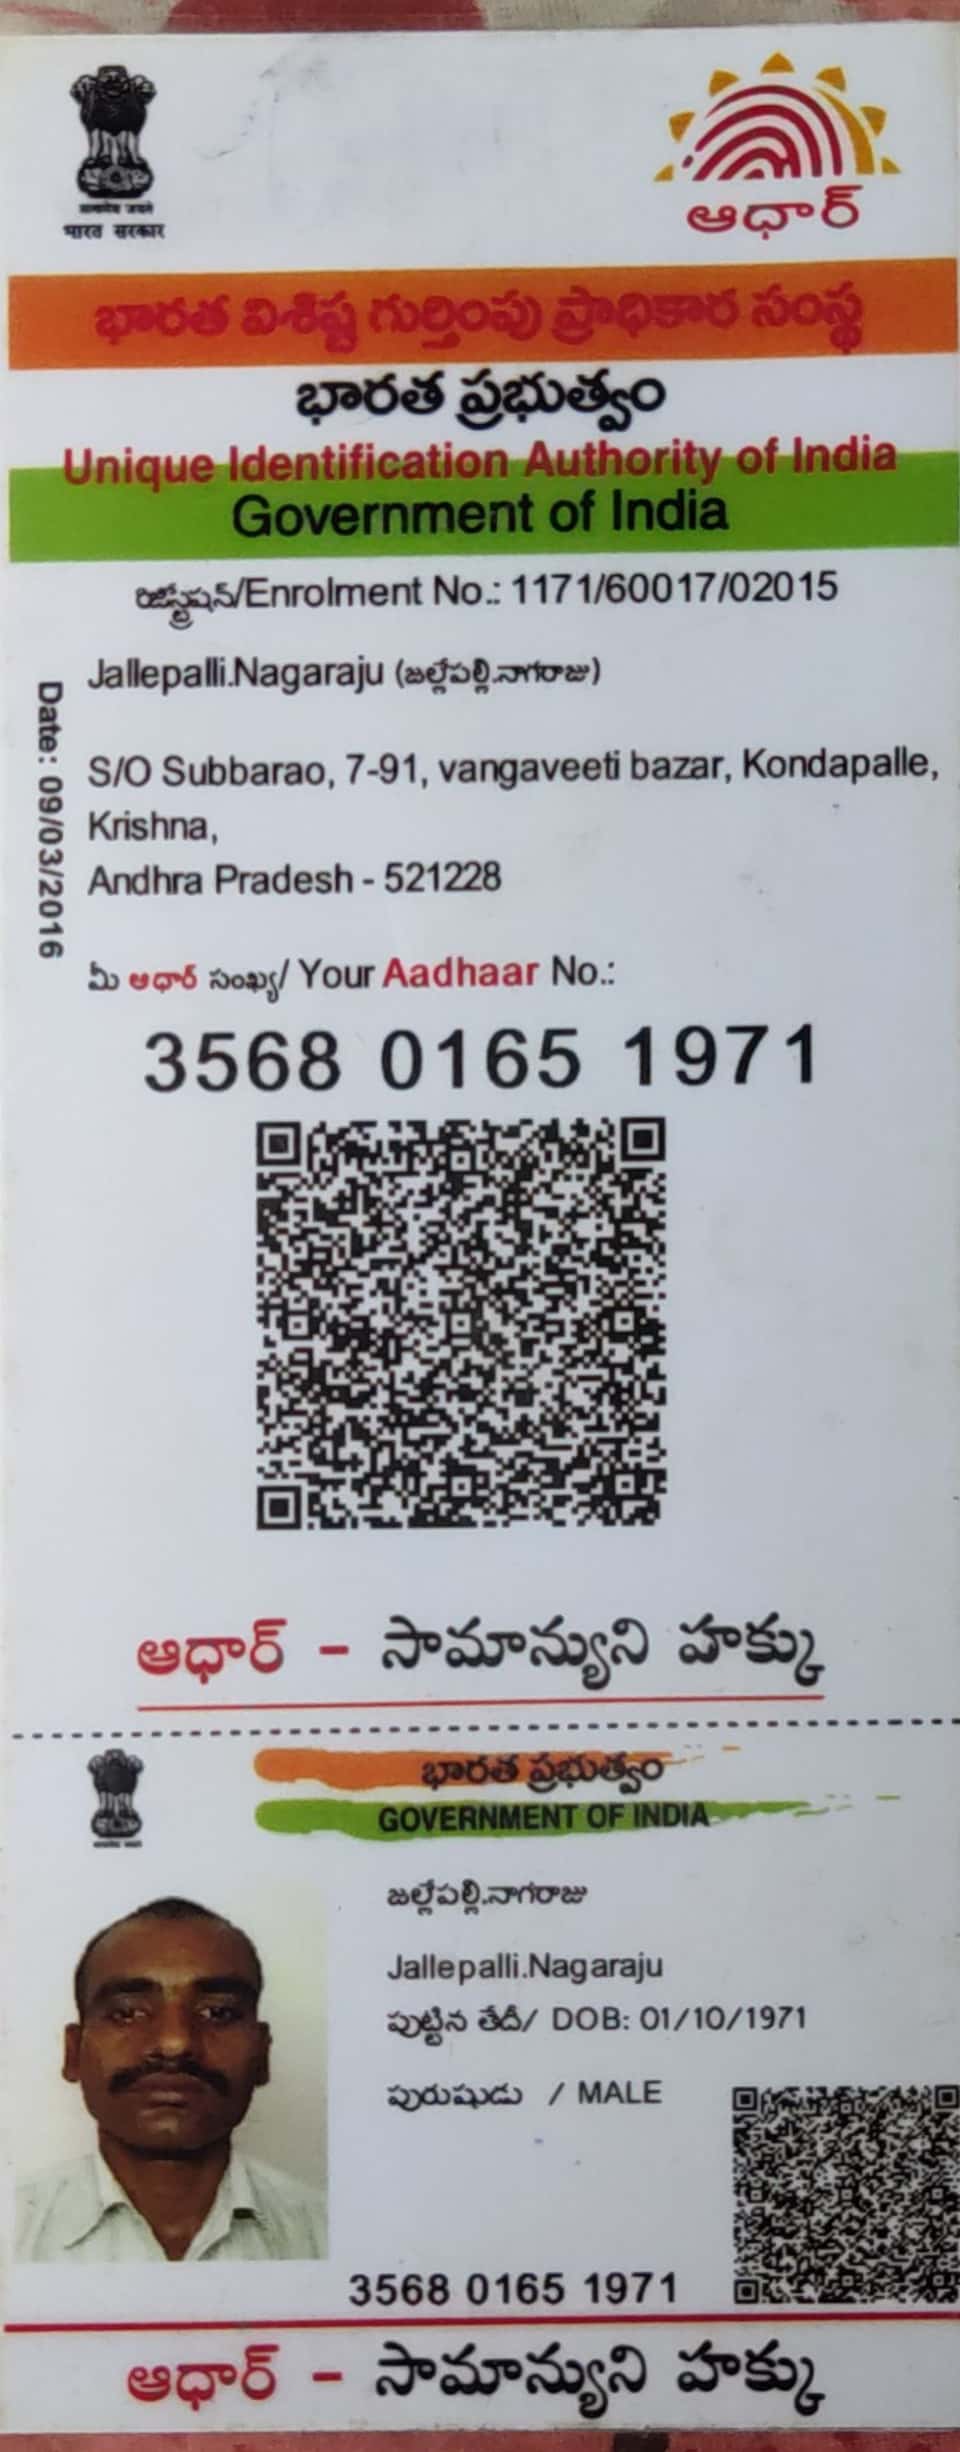 सत्यमेव जयते
भारत सरकार
ఆధార్
భారత విశిష్ట గుర్తింపు ప్రాధికార సంస్థ
భారత ప్రభుత్వం
Unique Identification Authority of India
Government of India
రిజిస్ట్రేషన్/Enrolment No.: 1171/60017/02015
Date: 09/03/2016
Jallepalli.Nagaraju (జల్లేపల్లి.నాగరాజు)
S/O Subbarao, 7-91, vangaveeti bazar, Kondapalle,
Krishna,
Andhra Pradesh - 521228
మీ ఆధార్ సంఖ్య/ Your Aadhaar No.:
3568 0165 1971
ఆధార్ - సామాన్యుని హక్కు
భారత ప్రభుత్వం
GOVERNMENT OF INDIA
జల్లేపల్లి.నాగరాజు
Jallepalli.Nagaraju
పుట్టిన తేదీ/ DOB: 01/10/1971
పురుషుడు / MALE
3568 0165 1971
ఆధార్ - సామాన్యుని హక్కు